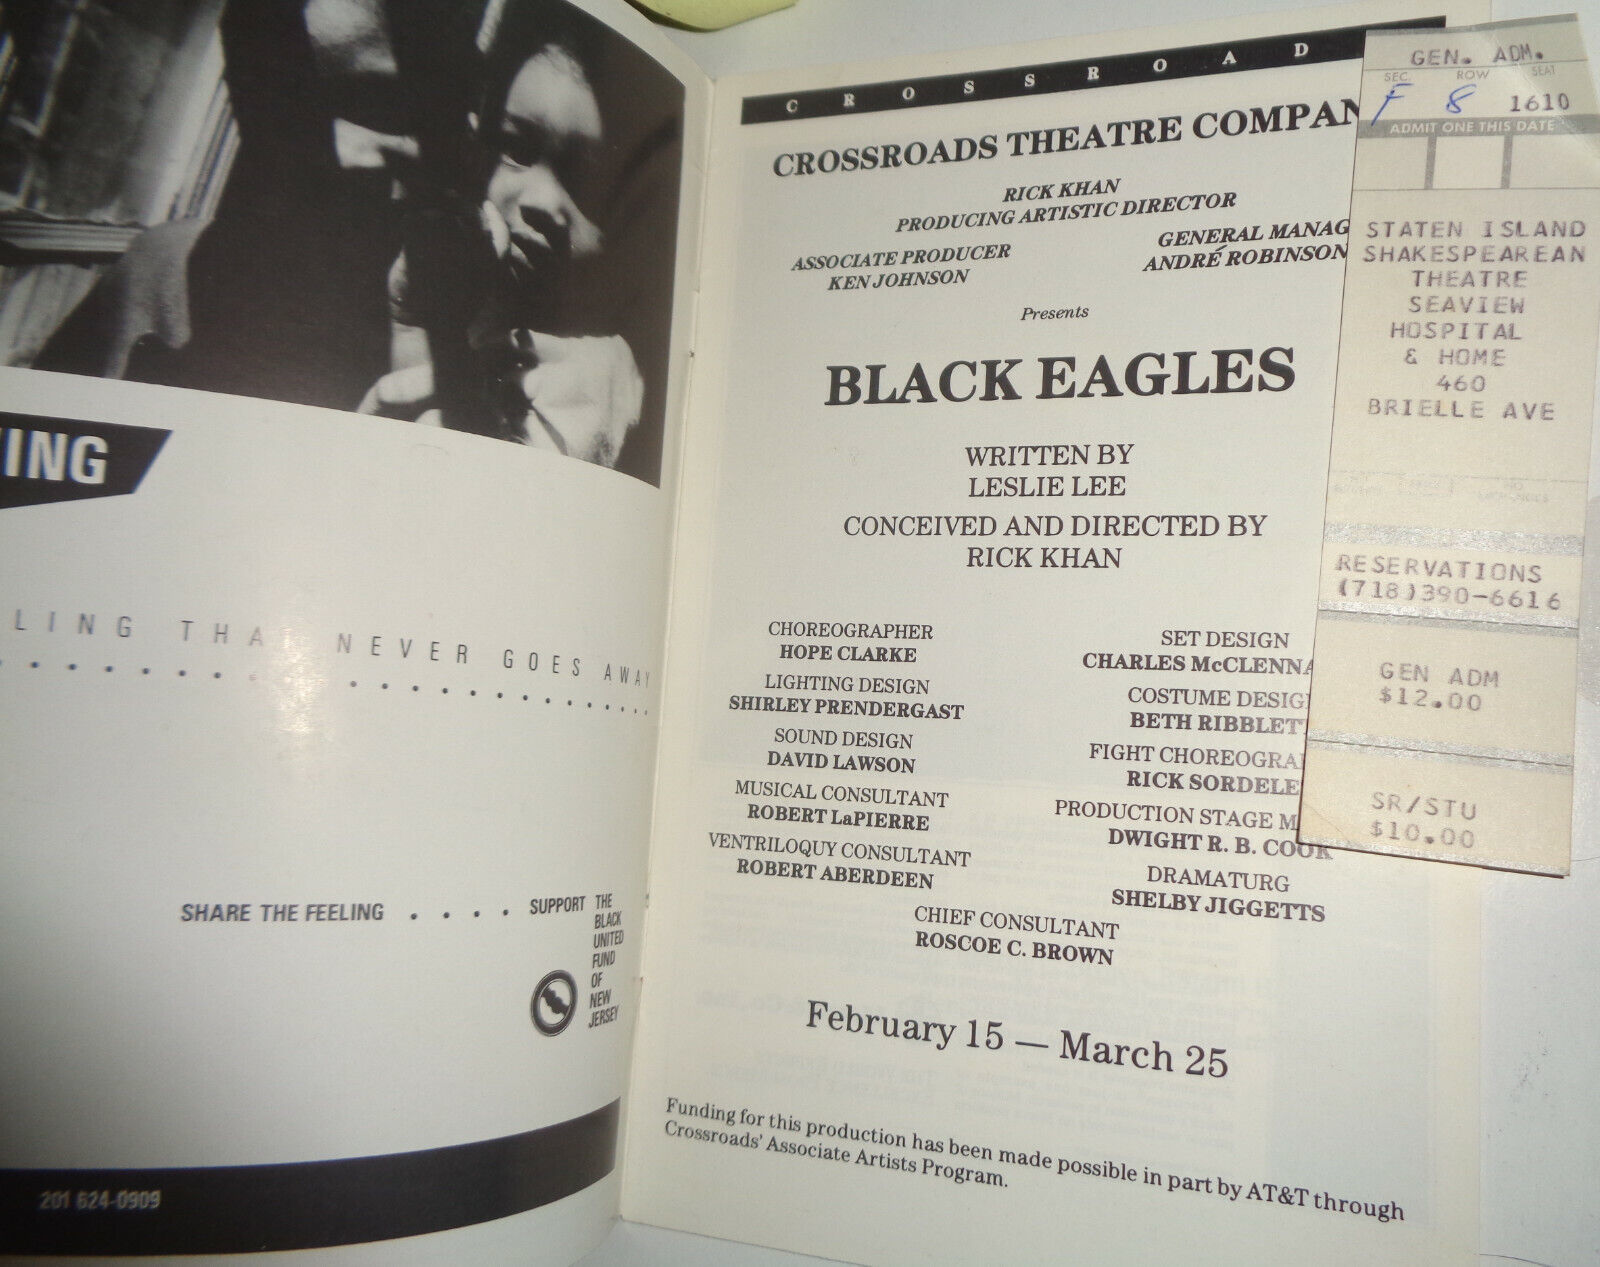 ING
LING THA NEVER GOES AWAY
SHARE THE FEELING . . . . SUPPORT
THE
BLACK
UNITED
FUND
OF
NEW
JERSEY
201 624-0909
CROSSROAD
CROSSROADS THEATRE COMPAN
RICK KHAN
PRODUCING ARTISTIC DIRECTOR
ASSOCIATE PRODUCER
KEN JOHNSON
GENERAL MANAG
ANDRÉ ROBINSON
Presents
BLACK EAGLES
WRITTEN BY
LESLIE LEE
CONCEIVED AND DIRECTED BY
RICK KHAN
CHOREOGRAPHER
HOPE CLARKE
LIGHTING DESIGN
SHIRLEY PRENDERGAST
SOUND DESIGN
DAVID LAWSON
MUSICAL CONSULTANT
ROBERT LaPIERRE
VENTRILOQUY CONSULTANT
ROBERT ABERDEEN
SET DESIGN
CHARLES McCLENNA
COSTUME DESIG
BETH RIBBLET
FIGHT CHOREOGRA
RICK SORDELE
PRODUCTION STAGE M
DWIGHT R. B. COOK
DRAMATURG
SHELBY JIGGETTS
CHIEF CONSULTANT
ROSCOE C. BROWN
February 15 — March 25
Funding for this production has been made possible in part by AT&T through
Crossroads' Associate Artists Program.
GEN. ADM.
SEC. ROW SEAT
F 8 1610
ADMIT ONE THIS DATE
STATEN ISLAND
SHAKESPEAREAN
THEATRE
SEAVIEW
HOSPITAL
& HOME
460
BRIELLE AVE
RESERVATIONS
(718)390-6616
GEN ADM
$12.00
SR/STU
$10.00